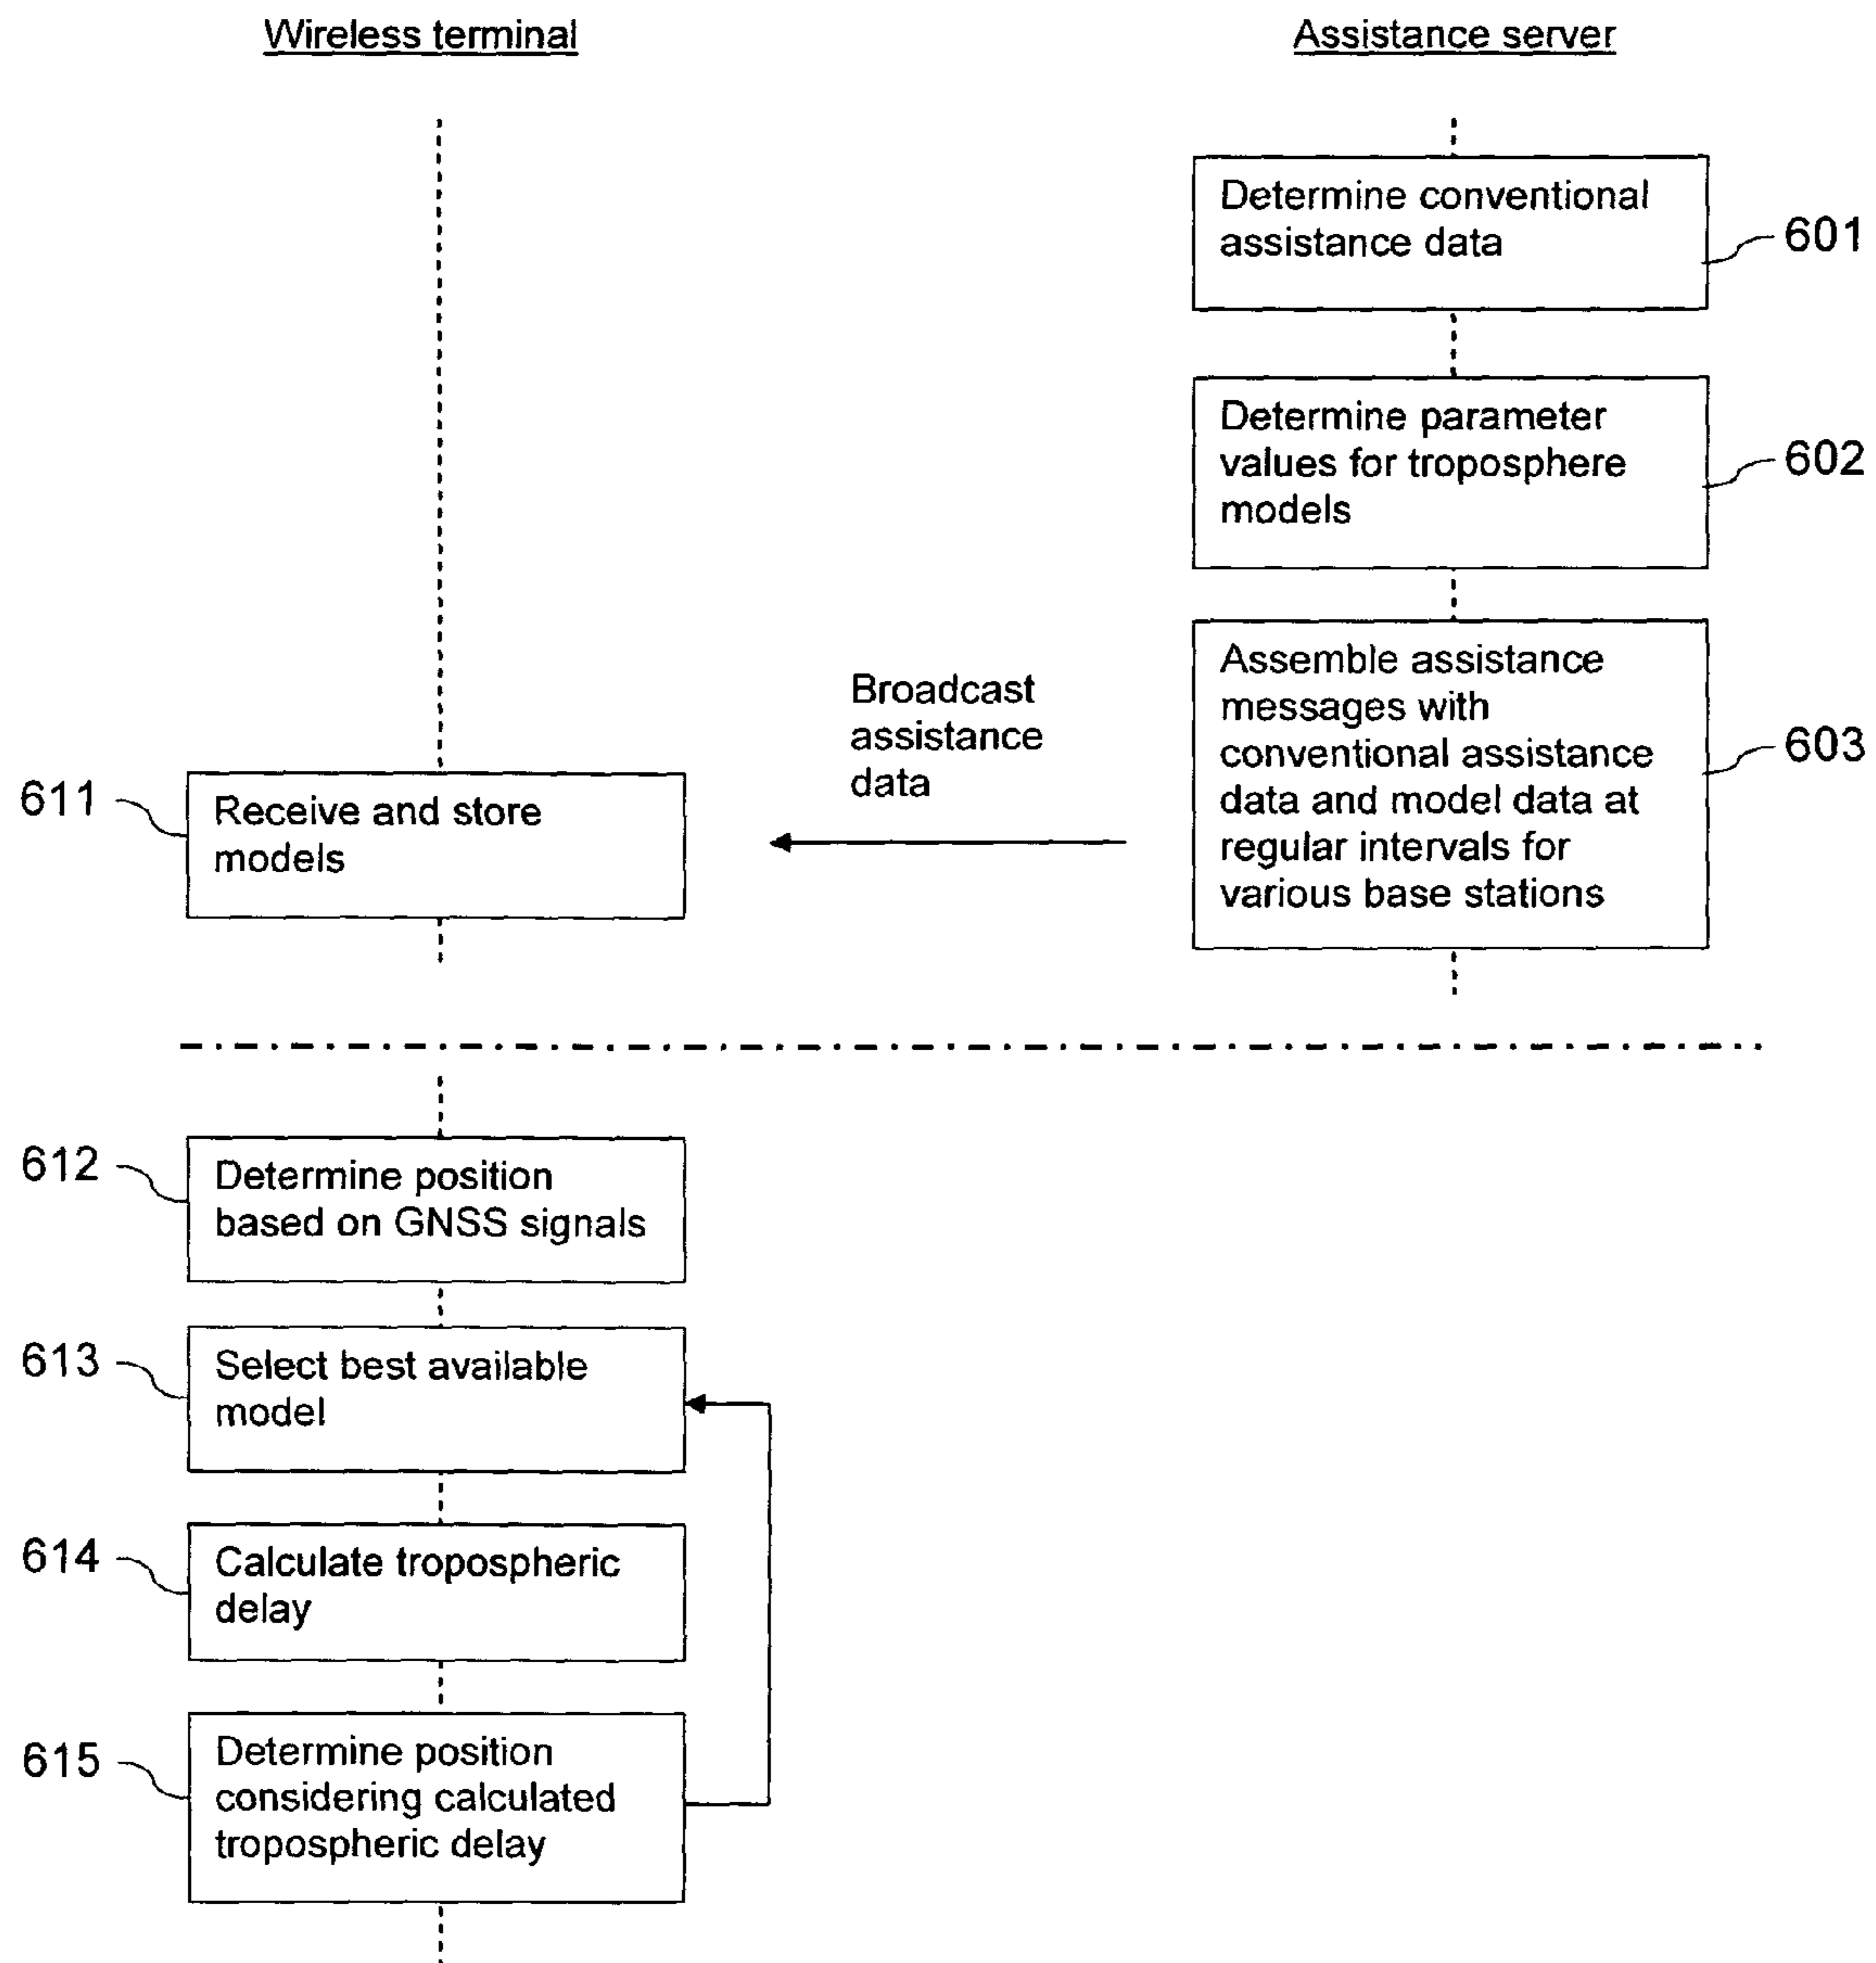 Wireless terminal
Assistance server
Determine conventional
assistance data
601
Determine parameter
values for troposphere
models
602
Assemble assistance
messages with
conventional assistance
data and model data at
regular intervals for
various base stations
603
Broadcast
assistance
data
611
Receive and store
models
612
Determine position
based on GNSS signals
613
Select best available
model
614
Calculate tropospheric
delay
615
Determine position
considering calculated
tropospheric delay